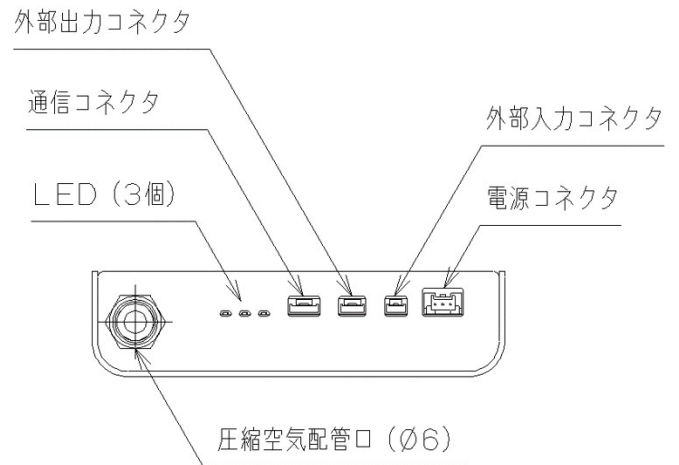 外部出力コネクタ
通信コネクタ
外部入力コネクタ
LED(3個)
電源コネクタ
圧縮空気配管口(Ø6)